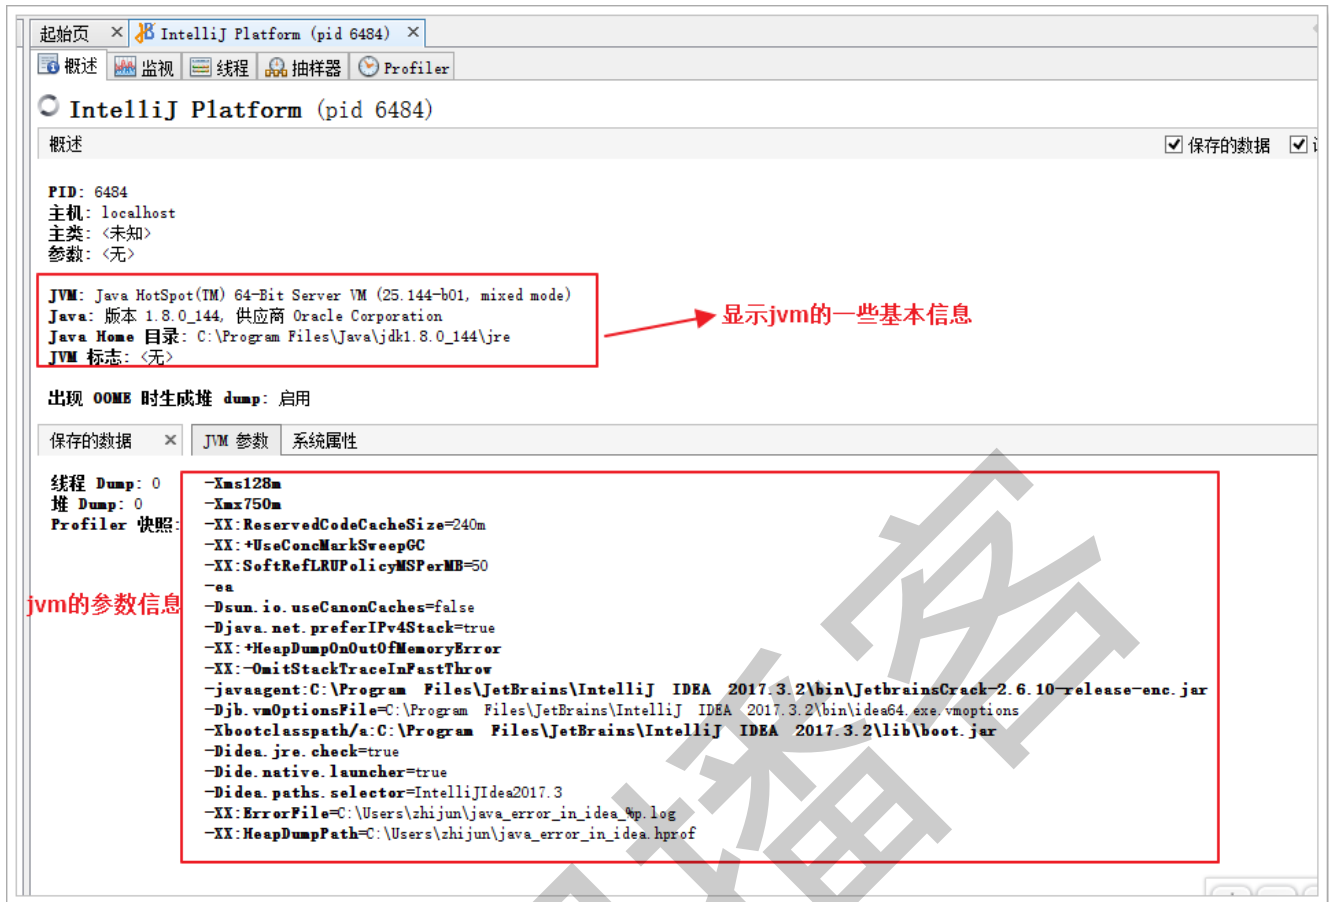 起始页 × IntelliJ Platform (pid 6484) ×
概述 监视 线程 抽样器 Profiler
IntelliJ Platform (pid 6484)
概述 保存的数据
PID: 6484
主机: localhost
主类: <未知>
参数: <无>
JVM: Java HotSpot(TM) 64-Bit Server VM (25.144-b01, mixed mode)
Java: 版本 1.8.0_144, 供应商 Oracle Corporation
Java Home 目录: C:\Program Files\Java\jdk1.8.0_144\jre
JVM 标志: <无>
显示jvm的一些基本信息
出现 OOME 时生成堆 dump: 启用
保存的数据 × JVM 参数 系统属性
线程 Dump: 0
堆 Dump: 0
Profiler 快照:
jvm的参数信息
-Xms128m
-Xmx750m
-XX:ReservedCodeCacheSize=240m
-XX:+UseConcMarkSweepGC
-XX:SoftRefLRUPolicyMSPerMB=50
-ea
-Dsun.io.useCanonCaches=false
-Djava.net.preferIPv4Stack=true
-XX:+HeapDumpOnOutOfMemoryError
-XX:-OmitStackTraceInFastThrow
-javaagent:C:\Program Files\JetBrains\IntelliJ IDEA 2017.3.2\bin\JetbrainsCrack-2.6.10-release-enc.jar
-Djb.vmOptionsFile=C:\Program Files\JetBrains\IntelliJ IDEA 2017.3.2\bin\idea64.exe.vmoptions
-Xbootclasspath/a:C:\Program Files\JetBrains\IntelliJ IDEA 2017.3.2\lib\boot.jar
-Didea.jre.check=true
-Dide.native.launcher=true
-Didea.paths.selector=IntelliJIdea2017.3
-XX:ErrorFile=C:\Users\zhijun\java_error_in_idea_%p.log
-XX:HeapDumpPath=C:\Users\zhijun\java_error_in_idea.hprof
播客